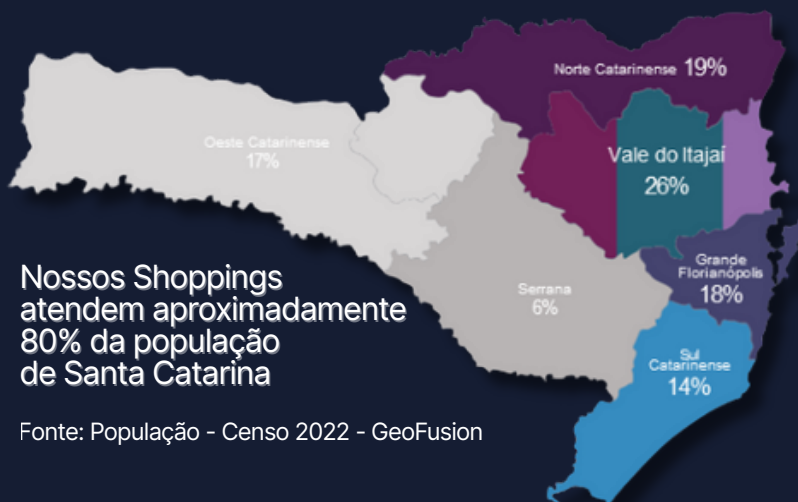 Norte Catarinense 19%
Oeste Catarinense
17%
Vale do Itajaí
26%
Grande
Florianópolis
18%
Serrana
6%
Sul
Catarinense
14%
Nossos Shoppings
atendem aproximadamente
80% da população
de Santa Catarina
Fonte: População - Censo 2022 - GeoFusion